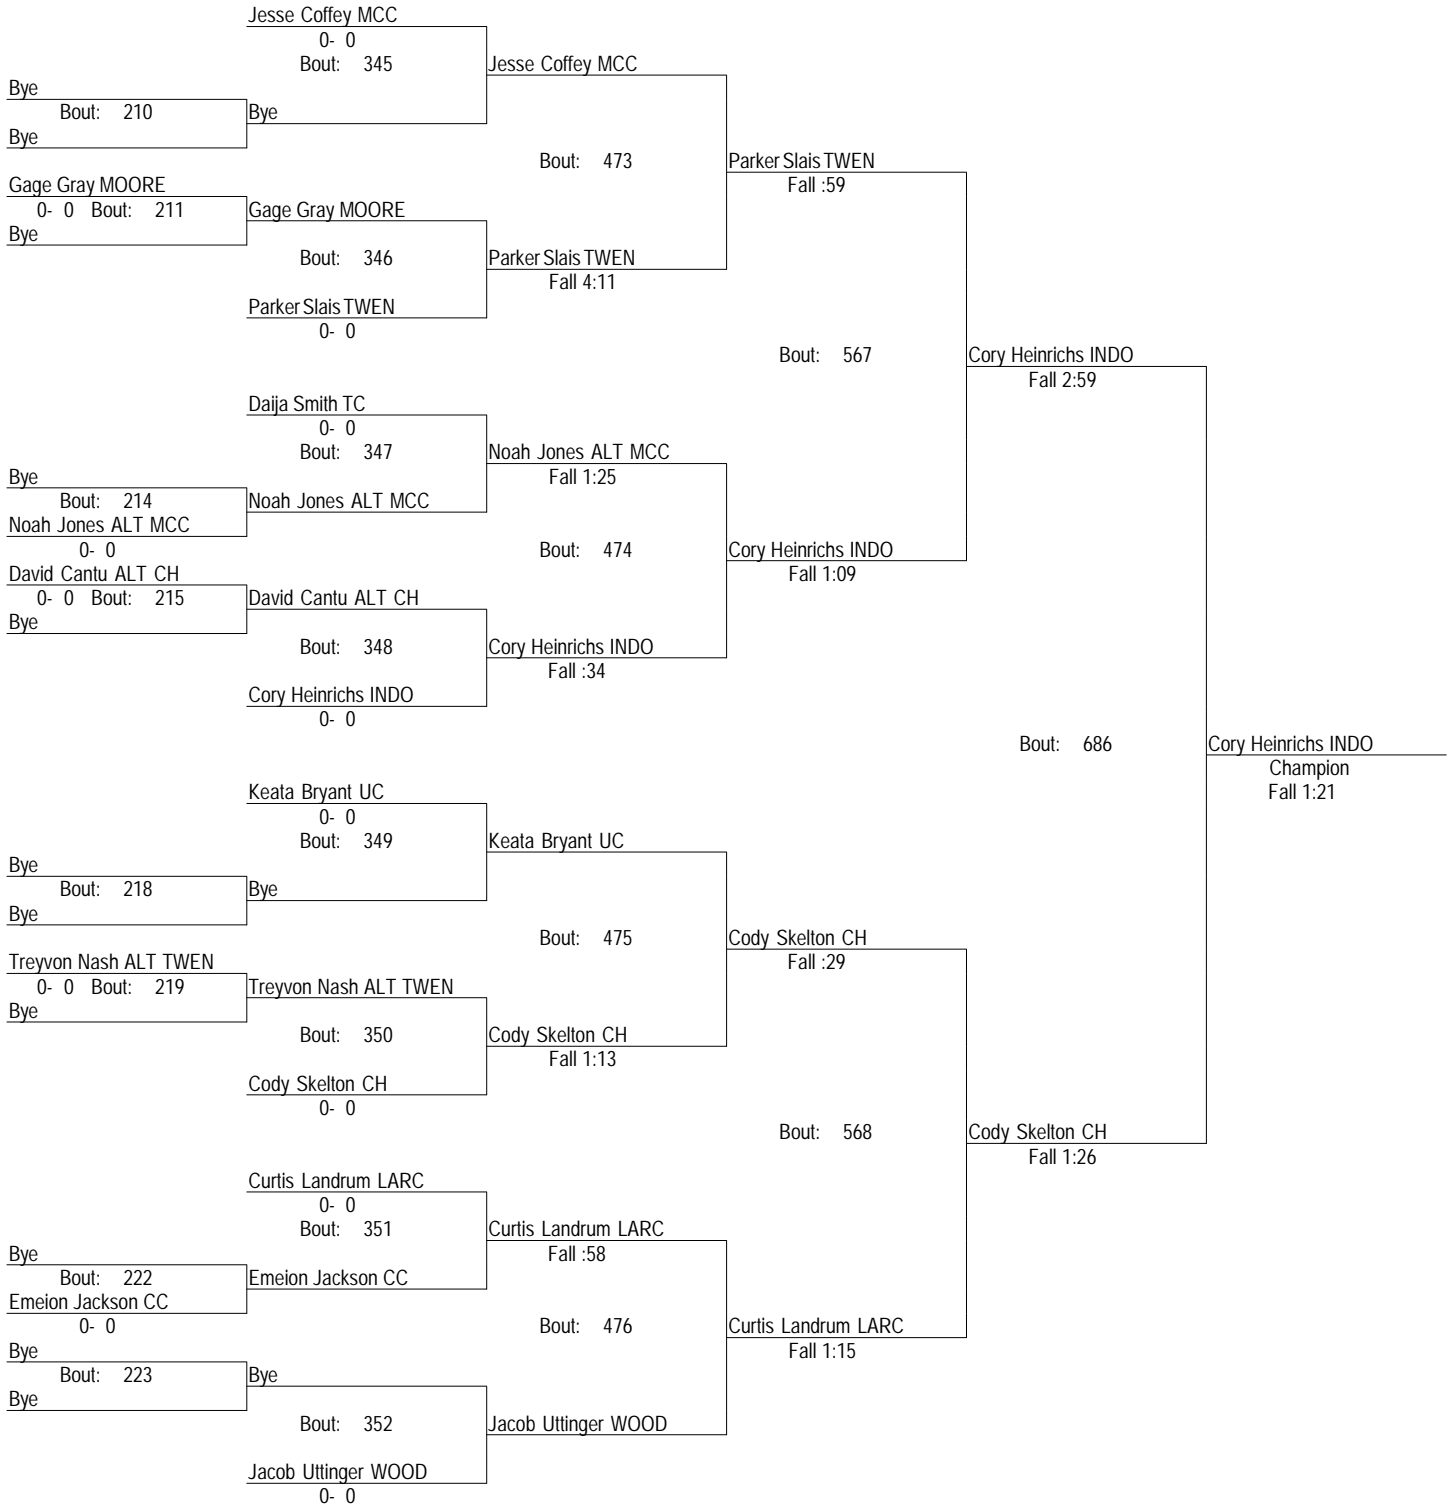 Jesse Coffey MCC
0- 0
Bout: 345
Jesse Coffey MCC
Bye
Bout: 210
Bye
Bye
Bout: 473
Parker Slais TWEN
Fall :59
Gage Gray MOORE
0- 0 Bout: 211
Gage Gray MOORE
Bye
Bout: 346
Parker Slais TWEN
Fall 4:11
Parker Slais TWEN
0- 0
Bout: 567
Cory Heinrichs INDO
Fall 2:59
Daija Smith TC
0- 0
Bout: 347
Noah Jones ALT MCC
Fall 1:25
Bye
Bout: 214
Noah Jones ALT MCC
Noah Jones ALT MCC
0- 0
Bout: 474
Cory Heinrichs INDO
Fall 1:09
David Cantu ALT CH
0- 0 Bout: 215
David Cantu ALT CH
Bye
Bout: 348
Cory Heinrichs INDO
Fall :34
Cory Heinrichs INDO
0- 0
Bout: 686
Cory Heinrichs INDO
Champion
Fall 1:21
Keata Bryant UC
0- 0
Bout: 349
Keata Bryant UC
Bye
Bout: 218
Bye
Bye
Bout: 475
Cody Skelton CH
Fall :29
Treyvon Nash ALT TWEN
0- 0 Bout: 219
Treyvon Nash ALT TWEN
Bye
Bout: 350
Cody Skelton CH
Fall 1:13
Cody Skelton CH
0- 0
Bout: 568
Cody Skelton CH
Fall 1:26
Curtis Landrum LARC
0- 0
Bout: 351
Curtis Landrum LARC
Fall :58
Bye
Bout: 222
Emeion Jackson CC
Emeion Jackson CC
0- 0
Bout: 476
Curtis Landrum LARC
Fall 1:15
Bye
Bout: 223
Bye
Bye
Bout: 352
Jacob Uttinger WOOD
Jacob Uttinger WOOD
0- 0